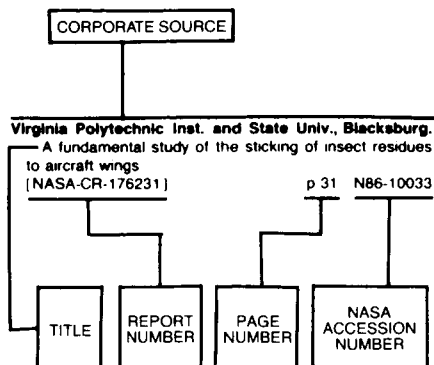 CORPORATE SOURCE
Virginia Polytechnic Inst. and State Univ., Blacksburg.
A fundamental study of the sticking of insect residues
to aircraft wings
[NASA-CR-176231] p 31 N86-10033
TITLE
REPORT
NUMBER
PAGE
NUMBER
NASA
ACCESSION
NUMBER